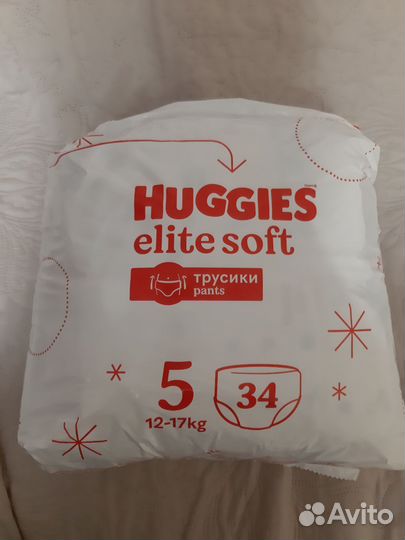 HUGGIES
elite soft
трусики
pants
5
34
12-17kg
Avito